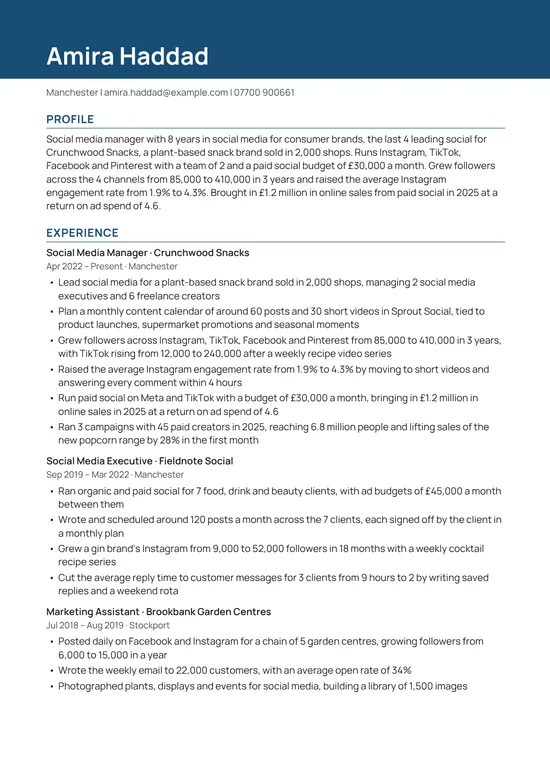 Amira Haddad
Manchester | amira.haddad@example.com | 07700 900661
PROFILE
Social media manager with 8 years in social media for consumer brands, the last 4 leading social for
Crunchwood Snacks, a plant-based snack brand sold in 2,000 shops. Runs Instagram, TikTok,
Facebook and Pinterest with a team of 2 and a paid social budget of £30,000 a month. Grew followers
across the 4 channels from 85,000 to 410,000 in 3 years and raised the average Instagram
engagement rate from 1.9% to 4.3%. Brought in £1.2 million in online sales from paid social in 2025 at a
return on ad spend of 4.6.
EXPERIENCE
Social Media Manager · Crunchwood Snacks
Apr 2022 – Present · Manchester
• Lead social media for a plant-based snack brand sold in 2,000 shops, managing 2 social media
executives and 6 freelance creators
• Plan a monthly content calendar of around 60 posts and 30 short videos in Sprout Social, tied to
product launches, supermarket promotions and seasonal moments
• Grew followers across Instagram, TikTok, Facebook and Pinterest from 85,000 to 410,000 in 3 years,
with TikTok rising from 12,000 to 240,000 after a weekly recipe video series
• Raised the average Instagram engagement rate from 1.9% to 4.3% by moving to short videos and
answering every comment within 4 hours
• Run paid social on Meta and TikTok with a budget of £30,000 a month, bringing in £1.2 million in
online sales in 2025 at a return on ad spend of 4.6
• Ran 3 campaigns with 45 paid creators in 2025, reaching 6.8 million people and lifting sales of the
new popcorn range by 28% in the first month
Social Media Executive · Fieldnote Social
Sep 2019 – Mar 2022 · Manchester
• Ran organic and paid social for 7 food, drink and beauty clients, with ad budgets of £45,000 a month
between them
• Wrote and scheduled around 120 posts a month across the 7 clients, each signed off by the client in
a monthly plan
• Grew a gin brand's Instagram from 9,000 to 52,000 followers in 18 months with a weekly cocktail
recipe series
• Cut the average reply time to customer messages for 3 clients from 9 hours to 2 by writing saved
replies and a weekend rota
Marketing Assistant · Brookbank Garden Centres
Jul 2018 – Aug 2019 · Stockport
• Posted daily on Facebook and Instagram for a chain of 5 garden centres, growing followers from
6,000 to 15,000 in a year
• Wrote the weekly email to 22,000 customers, with an average open rate of 34%
• Photographed plants, displays and events for social media, building a library of 1,500 images